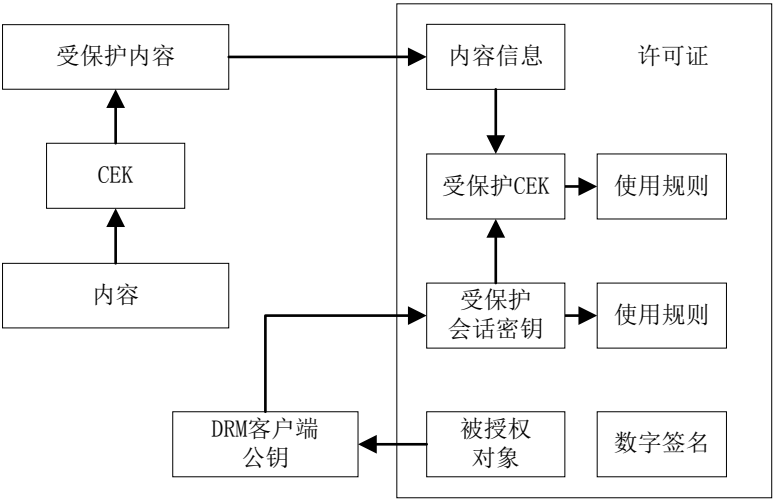 受保护内容
内容信息
许可证
CEK
受保护CEK
使用规则
内容
受保护
会话密钥
使用规则
DRM客户端
公钥
被授权
对象
数字签名